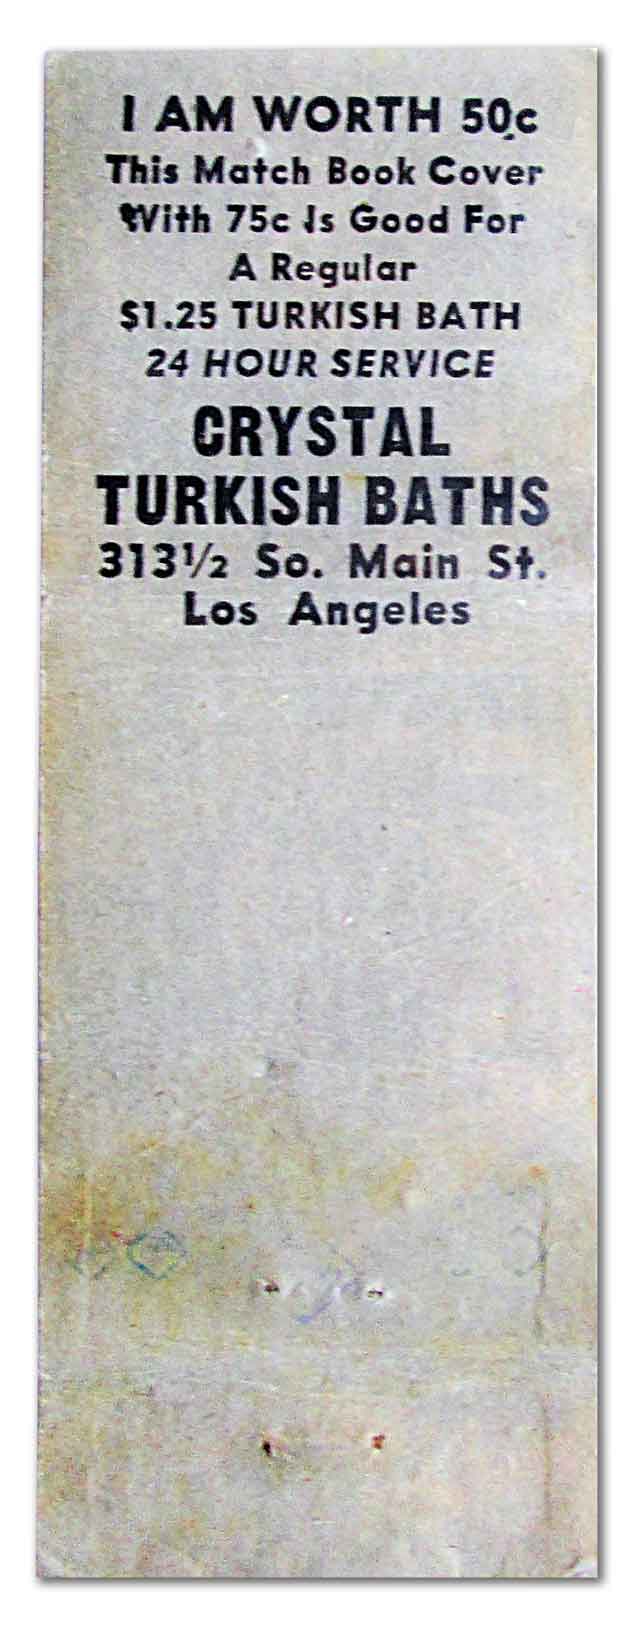 I AM WORTH 50c
This Match Book Cover
With 75c Is Good For
A Regular
$1.25 TURKISH BATH
24 HOUR SERVICE
CRYSTAL
TURKISH BATHS
313½ So. Main St.
Los Angeles